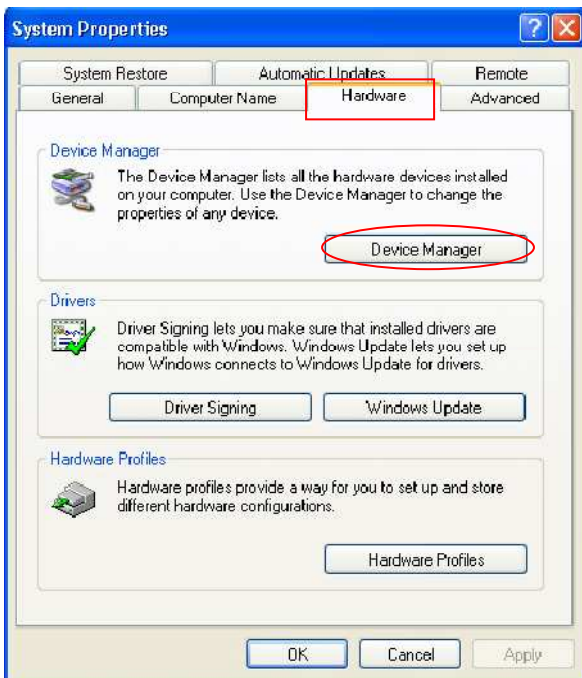 System Properties
System Restore Automatic Updates Remote
General Computer Name Hardware Advanced
Device Manager
The Device Manager lists all the hardware devices installed
on your computer. Use the Device Manager to change the
properties of any device.
Device Manager
Drivers
Driver Signing lets you make sure that installed drivers are
compatible with Windows. Windows Update lets you set up
how Windows connects to Windows Update for drivers.
Driver Signing Windows Update
Hardware Profiles
Hardware profiles provide a way for you to set up and store
different hardware configurations.
Hardware Profiles
OK Cancel Apply